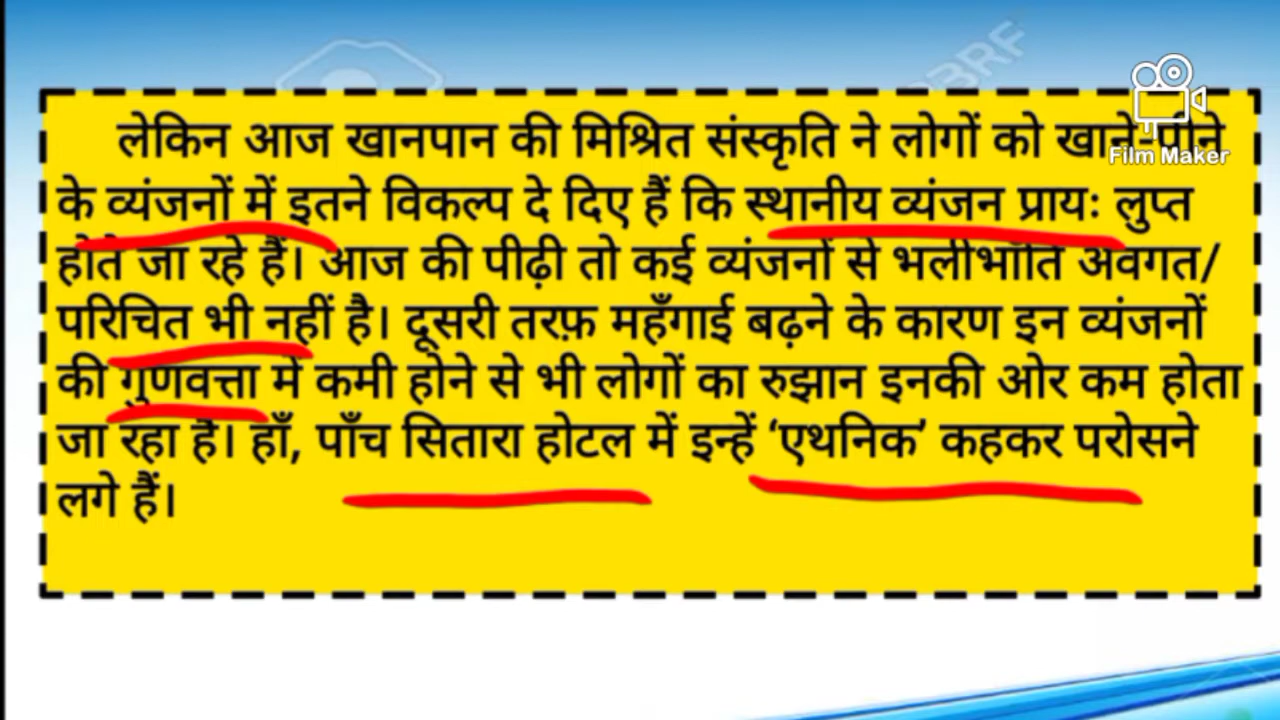 लेकिन आज खानपान की मिश्रित संस्कृति ने लोगों को खाने-पीने
के व्यंजनों में इतने विकल्प दे दिए हैं कि स्थानीय व्यंजन प्रायः लुप्त
होते जा रहे हैं। आज की पीढ़ी तो कई व्यंजनों से भलीभाँति अवगत/
परिचित भी नहीं है। दूसरी तरफ़ महँगाई बढ़ने के कारण इन व्यंजनों
की गुणवत्ता में कमी होने से भी लोगों का रुझान इनकी ओर कम होता
जा रहा है। हाँ, पाँच सितारा होटल में इन्हें ‘एथनिक’ कहकर परोसने
लगे हैं।
Film Maker